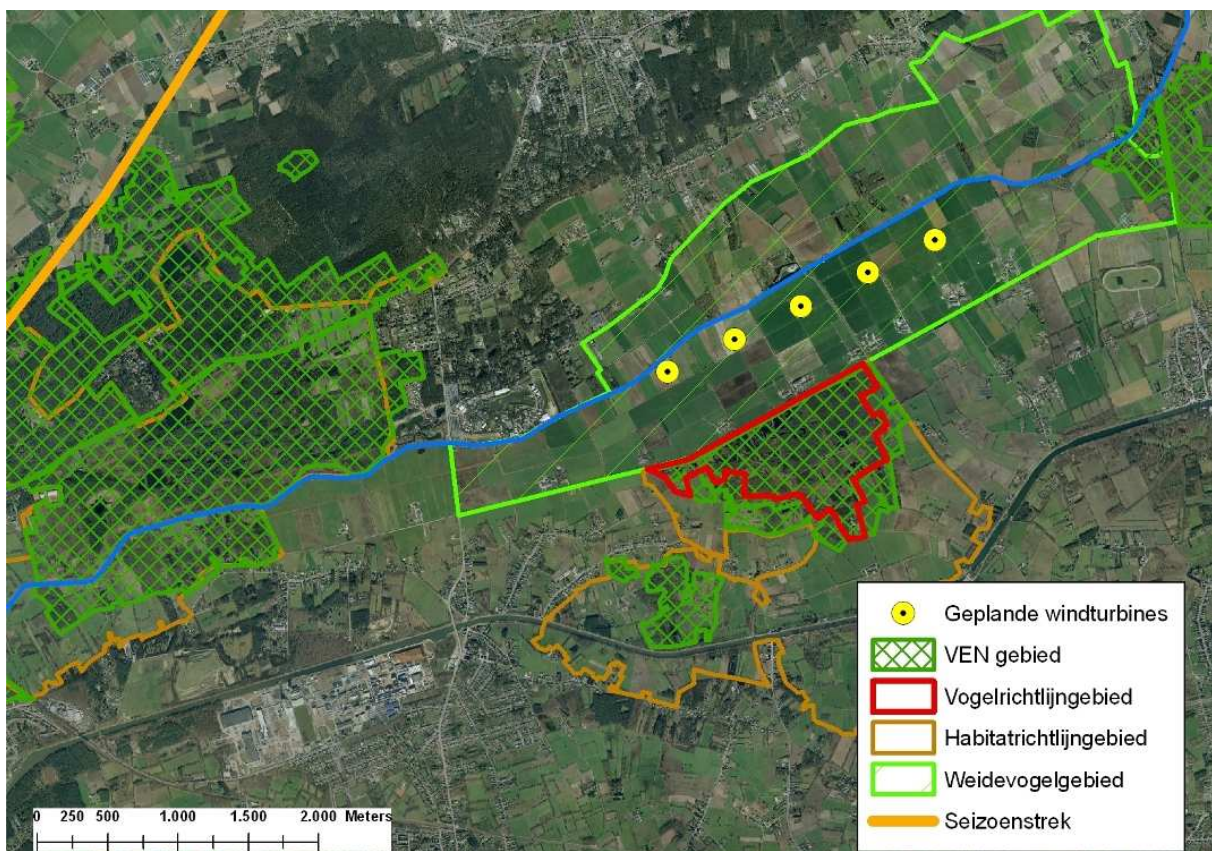 Geplande windturbines
VEN gebied
Vogelrichtlijngebied
Habitatrichtlijngebied
Weidevogelgebied
Seizoenstrek
0 250 500 1.000 1.500 2.000 Meters